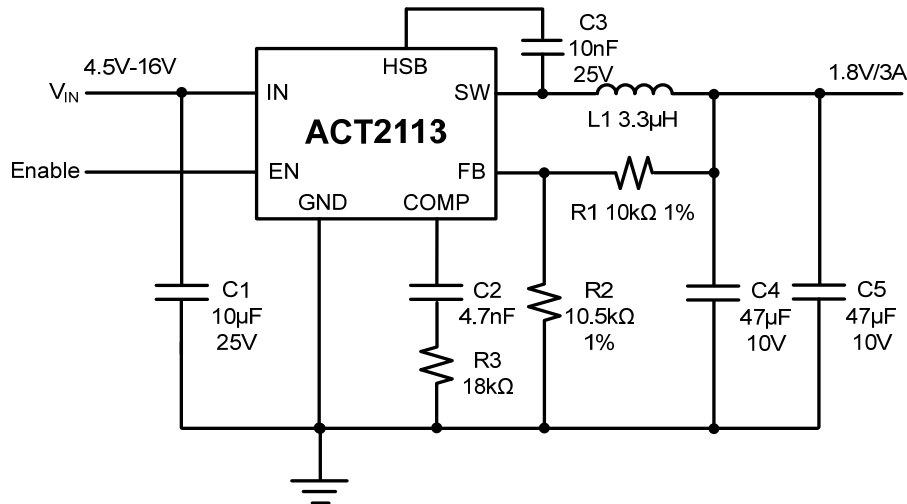 4.5V-16V
VIN
Enable
IN
HSB
SW
ACT2113
EN
FB
GND
COMP
C3
10nF
25V
L1 3.3µH
1.8V/3A
R1 10kΩ 1%
C1
10µF
25V
C2
4.7nF
R3
18kΩ
R2
10.5kΩ
1%
C4
47µF
10V
C5
47µF
10V